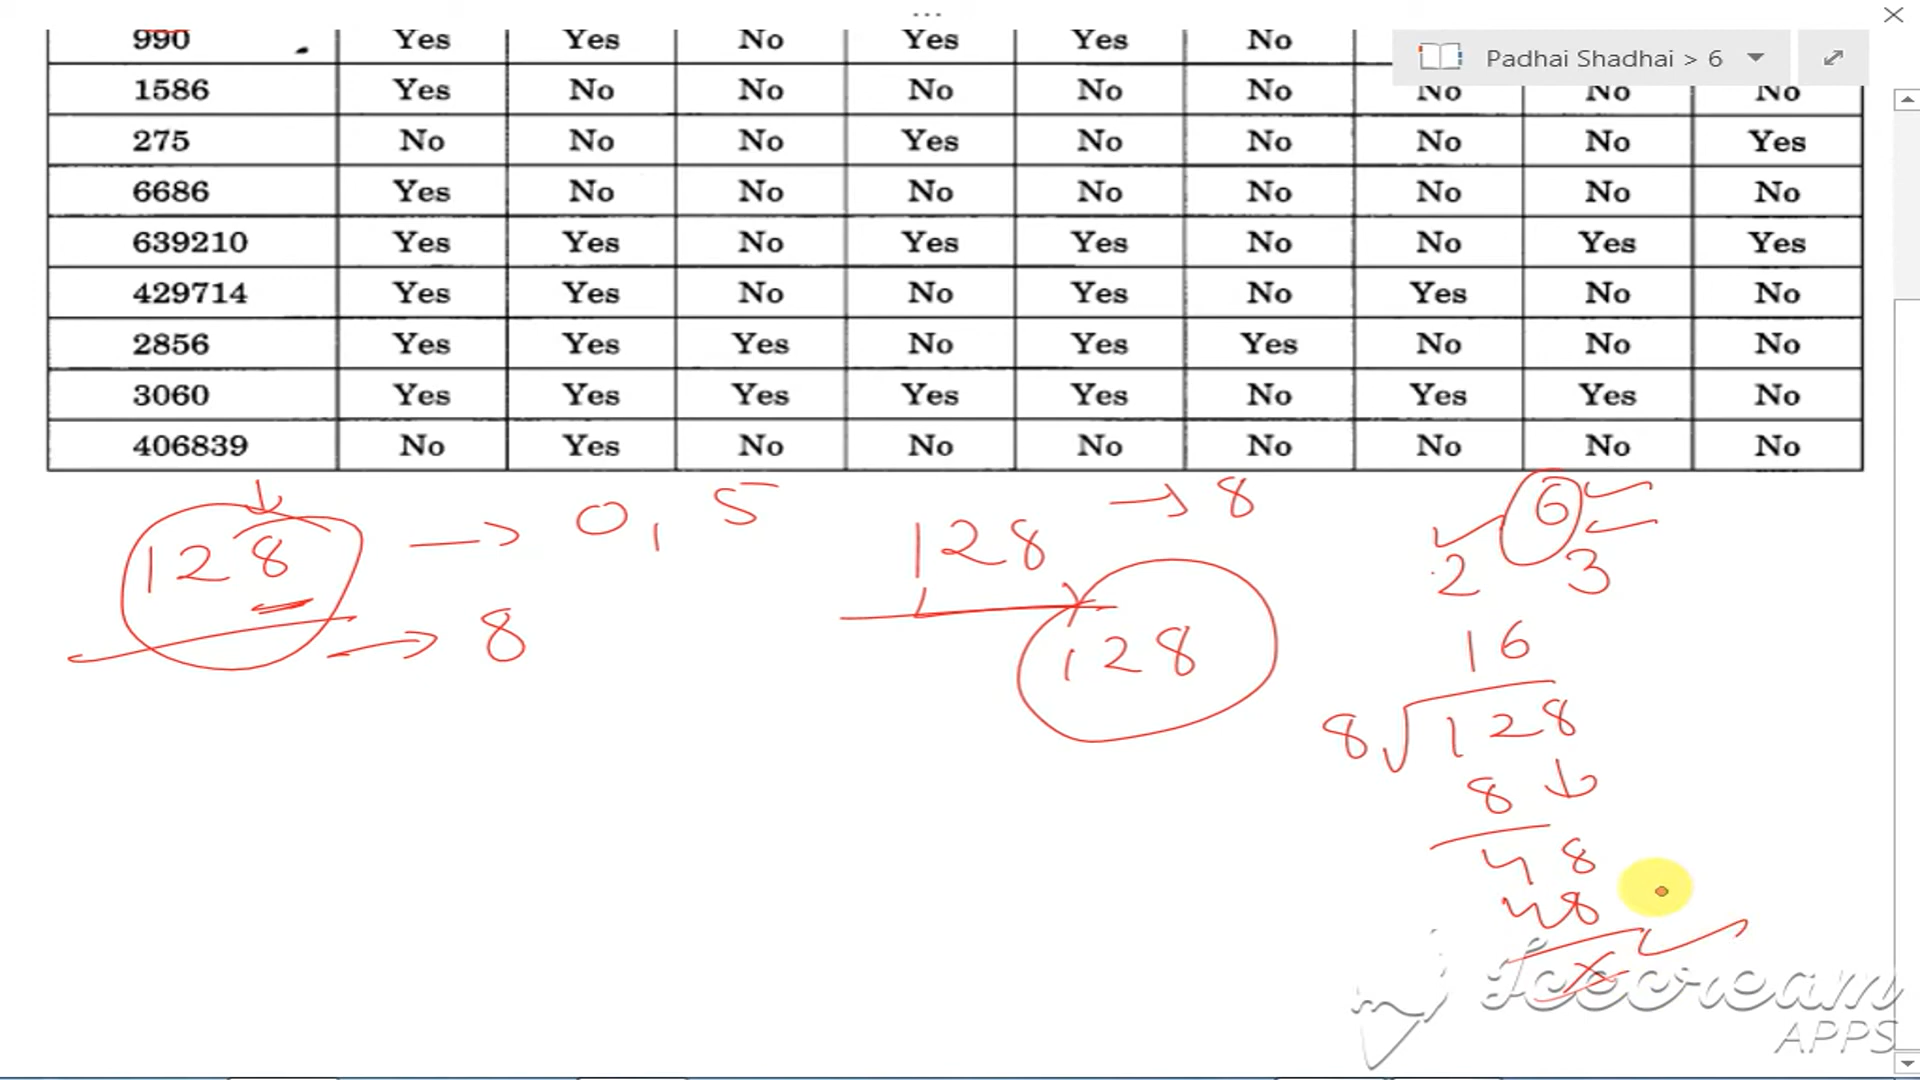 ...
990 Yes Yes No Yes Yes No
Padhai Shadhai > 6
1586 Yes No No No No No No No No
275 No No No Yes No No No No Yes
6686 Yes No No No No No No No No
639210 Yes Yes No Yes Yes No No Yes Yes
429714 Yes Yes No No Yes No Yes No No
2856 Yes Yes Yes No Yes Yes No No No
3060 Yes Yes Yes Yes Yes No Yes Yes No
406839 No Yes No No No No No No No
128 → 0, 5
→ 8
128 → 8
128
6
2 3
16
8 √128
8 ↓
48
48
x
Icecream
APPS